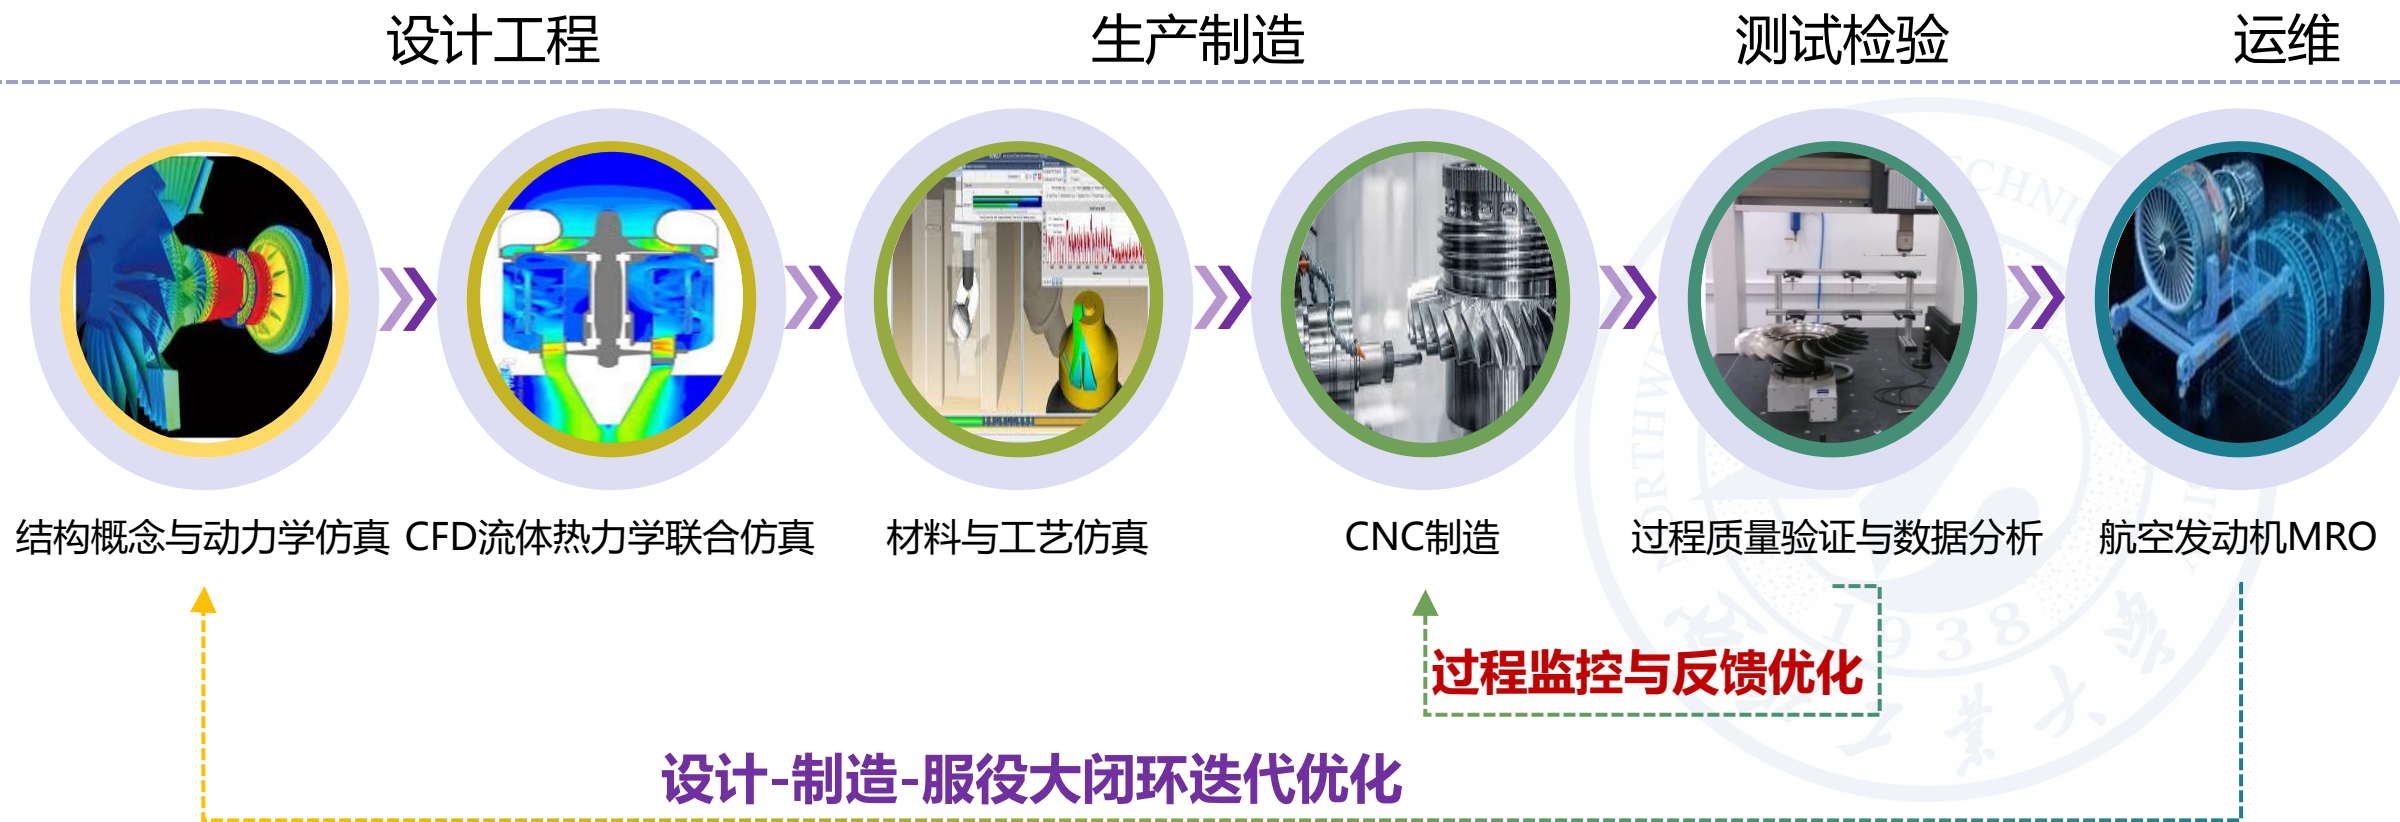 设计工程
生产制造
测试检验
运维
结构概念与动力学仿真
CFD流体热力学联合仿真
材料与工艺仿真
CNC制造
过程质量验证与数据分析
航空发动机MRO
过程监控与反馈优化
设计-制造-服役大闭环迭代优化
1938